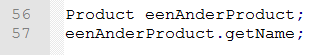 56 Product eenAnderProduct;
57 eenAnderProduct.getName;